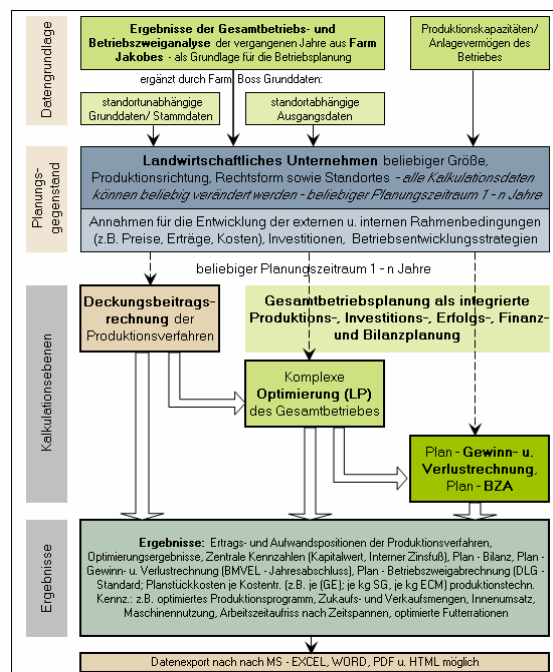 Datengrundlage
Ergebnisse der Gesamtbetriebs- und
Betriebszweiganalyse der vergangenen Jahre aus Farm
Jakobes - als Grundlage für die Betriebsplanung
Produktionskapazitäten/
Anlagevermögen des
Betriebes
ergänzt durch Farm Boss Grunddaten:
standortunabhängige
Grunddaten/ Stammdaten
standortabhängige
Ausgangsdaten
Planungs-
gegenstand
Landwirtschaftliches Unternehmen beliebiger Größe,
Produktionsrichtung, Rechtsform sowie Standortes - alle Kalkulationsdaten
können beliebig verändert werden - beliebiger Planungszeitraum 1 - n Jahre
Annahmen für die Entwicklung der externen u. internen Rahmenbedingungen
(z.B. Preise, Erträge, Kosten), Investitionen, Betriebsentwicklungsstrategien
beliebiger Planungszeitraum 1 - n Jahre
Kalkulationsebenen
Deckungsbeitrags-
rechnung der
Produktionsverfahren
Gesamtbetriebsplanung als integrierte
Produktions-, Investitions-, Erfolgs-, Finanz-
und Bilanzplanung
Komplexe
Optimierung (LP)
des Gesamtbetriebes
Plan - Gewinn- u.
Verlustrechnung,
Plan - BZA
Ergebnisse
Ergebnisse: Ertrags- und Aufwandspositionen der Produktionsverfahren,
Optimierungsergebnisse, Zentrale Kennzahlen (Kapitalwert, Interner Zinsfuß), Plan - Bilanz, Plan -
Gewinn- u. Verlustrechnung (BMVEL - Jahresabschluss), Plan - Betriebszweigabrechnung (DLG -
Standard; Planstückkosten je Kostentr. (z.B. je (GE); je kg SG, je kg ECM) produktionstechn.
Kennz.: z.B. optimiertes Produktionsprogramm, Zukaufs- und Verkaufsmengen, Innenumsatz,
Maschinennutzung, Arbeitszeitaufriss nach Zeitspannen, optimierte Futterrationen
Datenexport nach nach MS - EXCEL, WORD, PDF u. HTML möglich